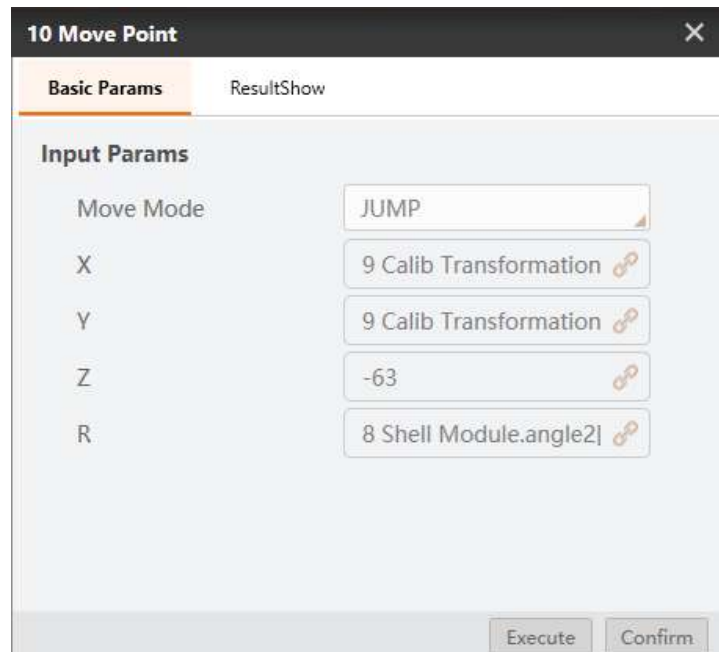 10 Move Point
Basic Params ResultShow
Input Params
Move Mode JUMP
X 9 Calib Transformation
Y 9 Calib Transformation
Z -63
R 8 Shell Module.angle2|
Execute Confirm